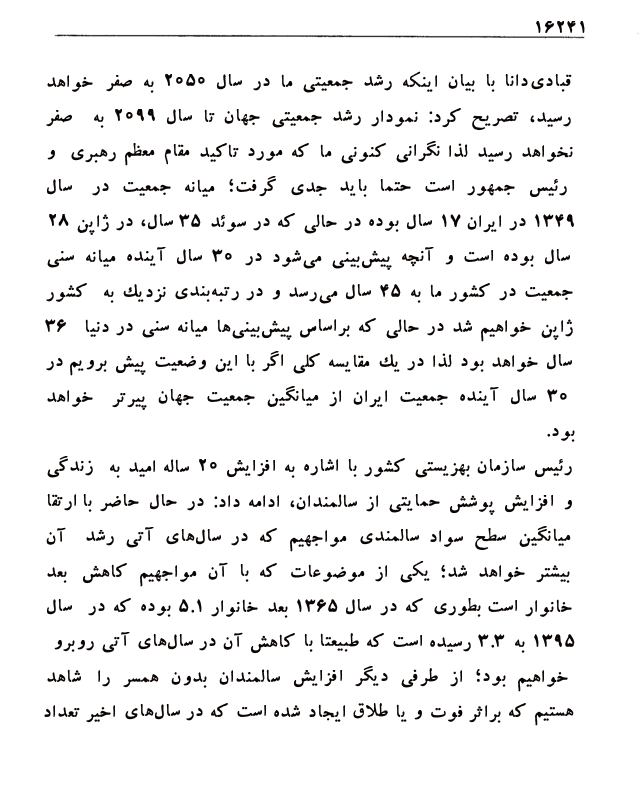 ۱۶۲۴۱
قبادی‌دانا با بیان اینکه رشد جمعیتی ما در سال ۲۰۵۰ به صفر خواهد
رسید، تصریح کرد: نمودار رشد جمعیتی جهان تا سال ۲۰۹۹ به صفر
نخواهد رسید لذا نگرانی کنونی ما که مورد تاکید مقام معظم رهبری و
رئیس جمهور است حتما باید جدی گرفت؛ میانه جمعیت در سال
۱۳۴۹ در ایران ۱۷ سال بوده در حالی که در سوئد ۳۵ سال، در ژاپن ۲۸
سال بوده است و آنچه پیش‌بینی می‌شود در ۳۰ سال آینده میانه سنی
جمعیت در کشور ما به ۴۵ سال می‌رسد و در رتبه‌بندی نزدیك به کشور
ژاپن خواهیم شد در حالی که براساس پیش‌بینی‌ها میانه سنی در دنیا ۳۶
سال خواهد بود لذا در یك مقایسه کلی اگر با این وضعیت پیش برویم در
۳۰ سال آینده جمعیت ایران از میانگین جمعیت جهان پیرتر خواهد
بود.
رئیس سازمان بهزیستی کشور با اشاره به افزایش ۲۰ ساله امید به زندگی
و افزایش پوشش حمایتی از سالمندان، ادامه داد: در حال حاضر با ارتقا
میانگین سطح سواد سالمندی مواجهیم که در سال‌های آتی رشد آن
بیشتر خواهد شد؛ یکی از موضوعات که با آن مواجهیم کاهش بعد
خانوار است بطوری که در سال ۱۳۶۵ بعد خانوار ۵.۱ بوده که در سال
۱۳۹۵ به ۳.۳ رسیده است که طبیعتا با کاهش آن در سال‌های آتی روبرو
خواهیم بود؛ از طرفی دیگر افزایش سالمندان بدون همسر را شاهد
هستیم که براثر فوت و یا طلاق ایجاد شده است که در سال‌های اخیر تعداد